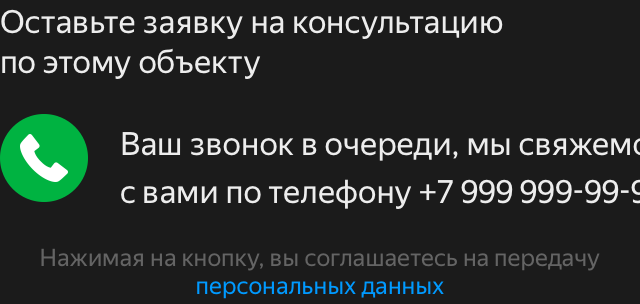 Оставьте заявку на консультацию
по этому объекту
Ваш звонок в очереди, мы свяжемс
с вами по телефону +7 999 999-99-9
Нажимая на кнопку, вы соглашаетесь на передачу
персональных данных